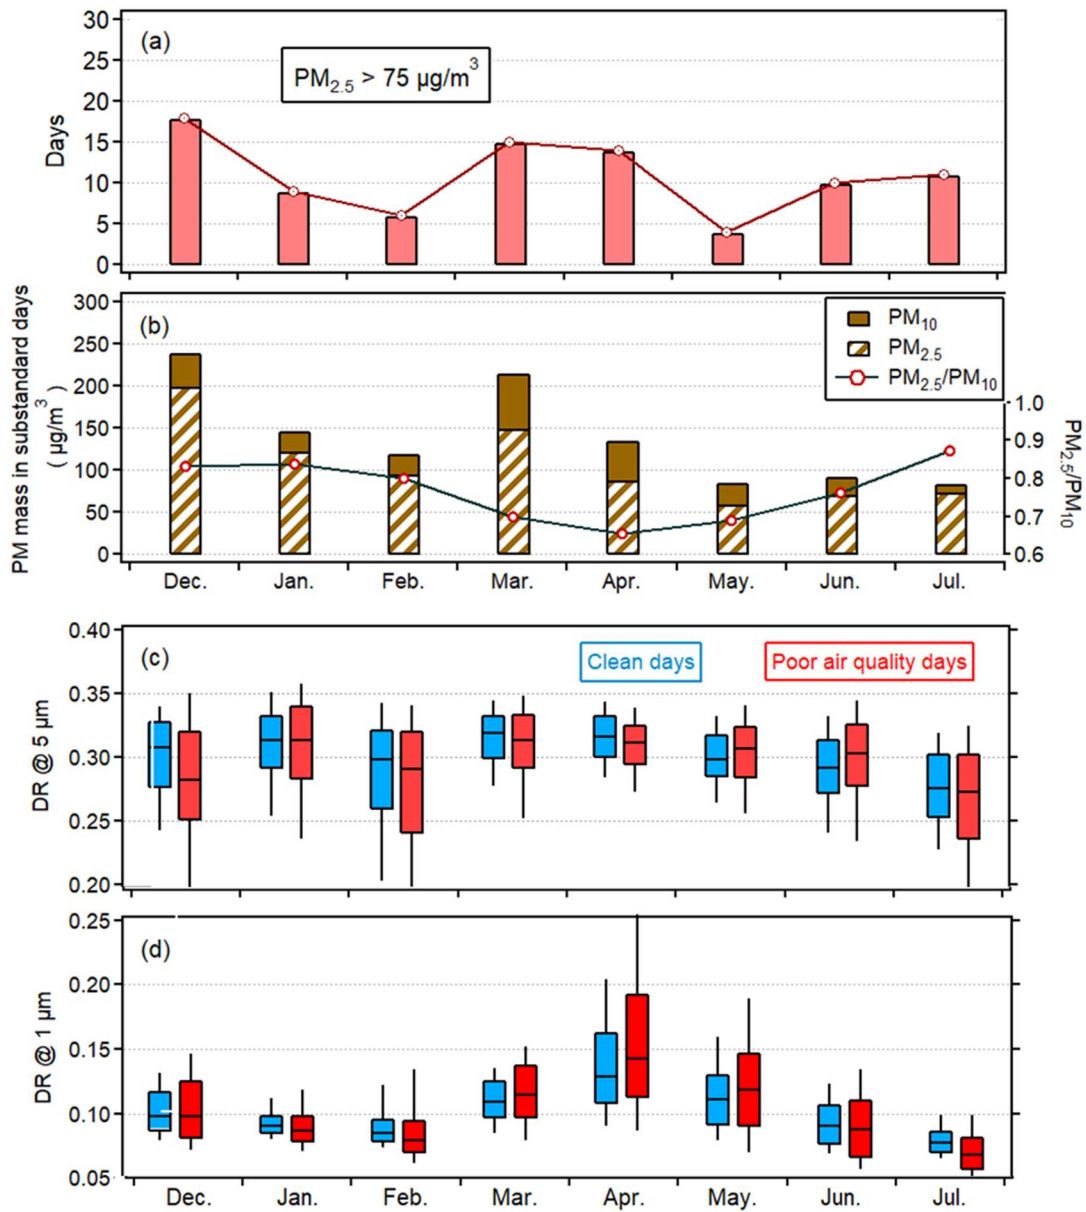 (a)
PM2.5 > 75 µg/m3
30
25
20
15
10
5
0
Days
(b)
PM10
PM2.5
PM2.5/PM10
300
250
200
150
100
50
0
PM mass in substandard days
( µg/m3 )
1.0
0.9
0.8
0.7
0.6
PM2.5/PM10
Dec. Jan. Feb. Mar. Apr. May. Jun. Jul.
(c)
Clean days Poor air quality days
0.40
0.35
0.30
0.25
0.20
DR @ 5 µm
(d)
0.25
0.20
0.15
0.10
0.05
DR @ 1 µm
Dec. Jan. Feb. Mar. Apr. May. Jun. Jul.